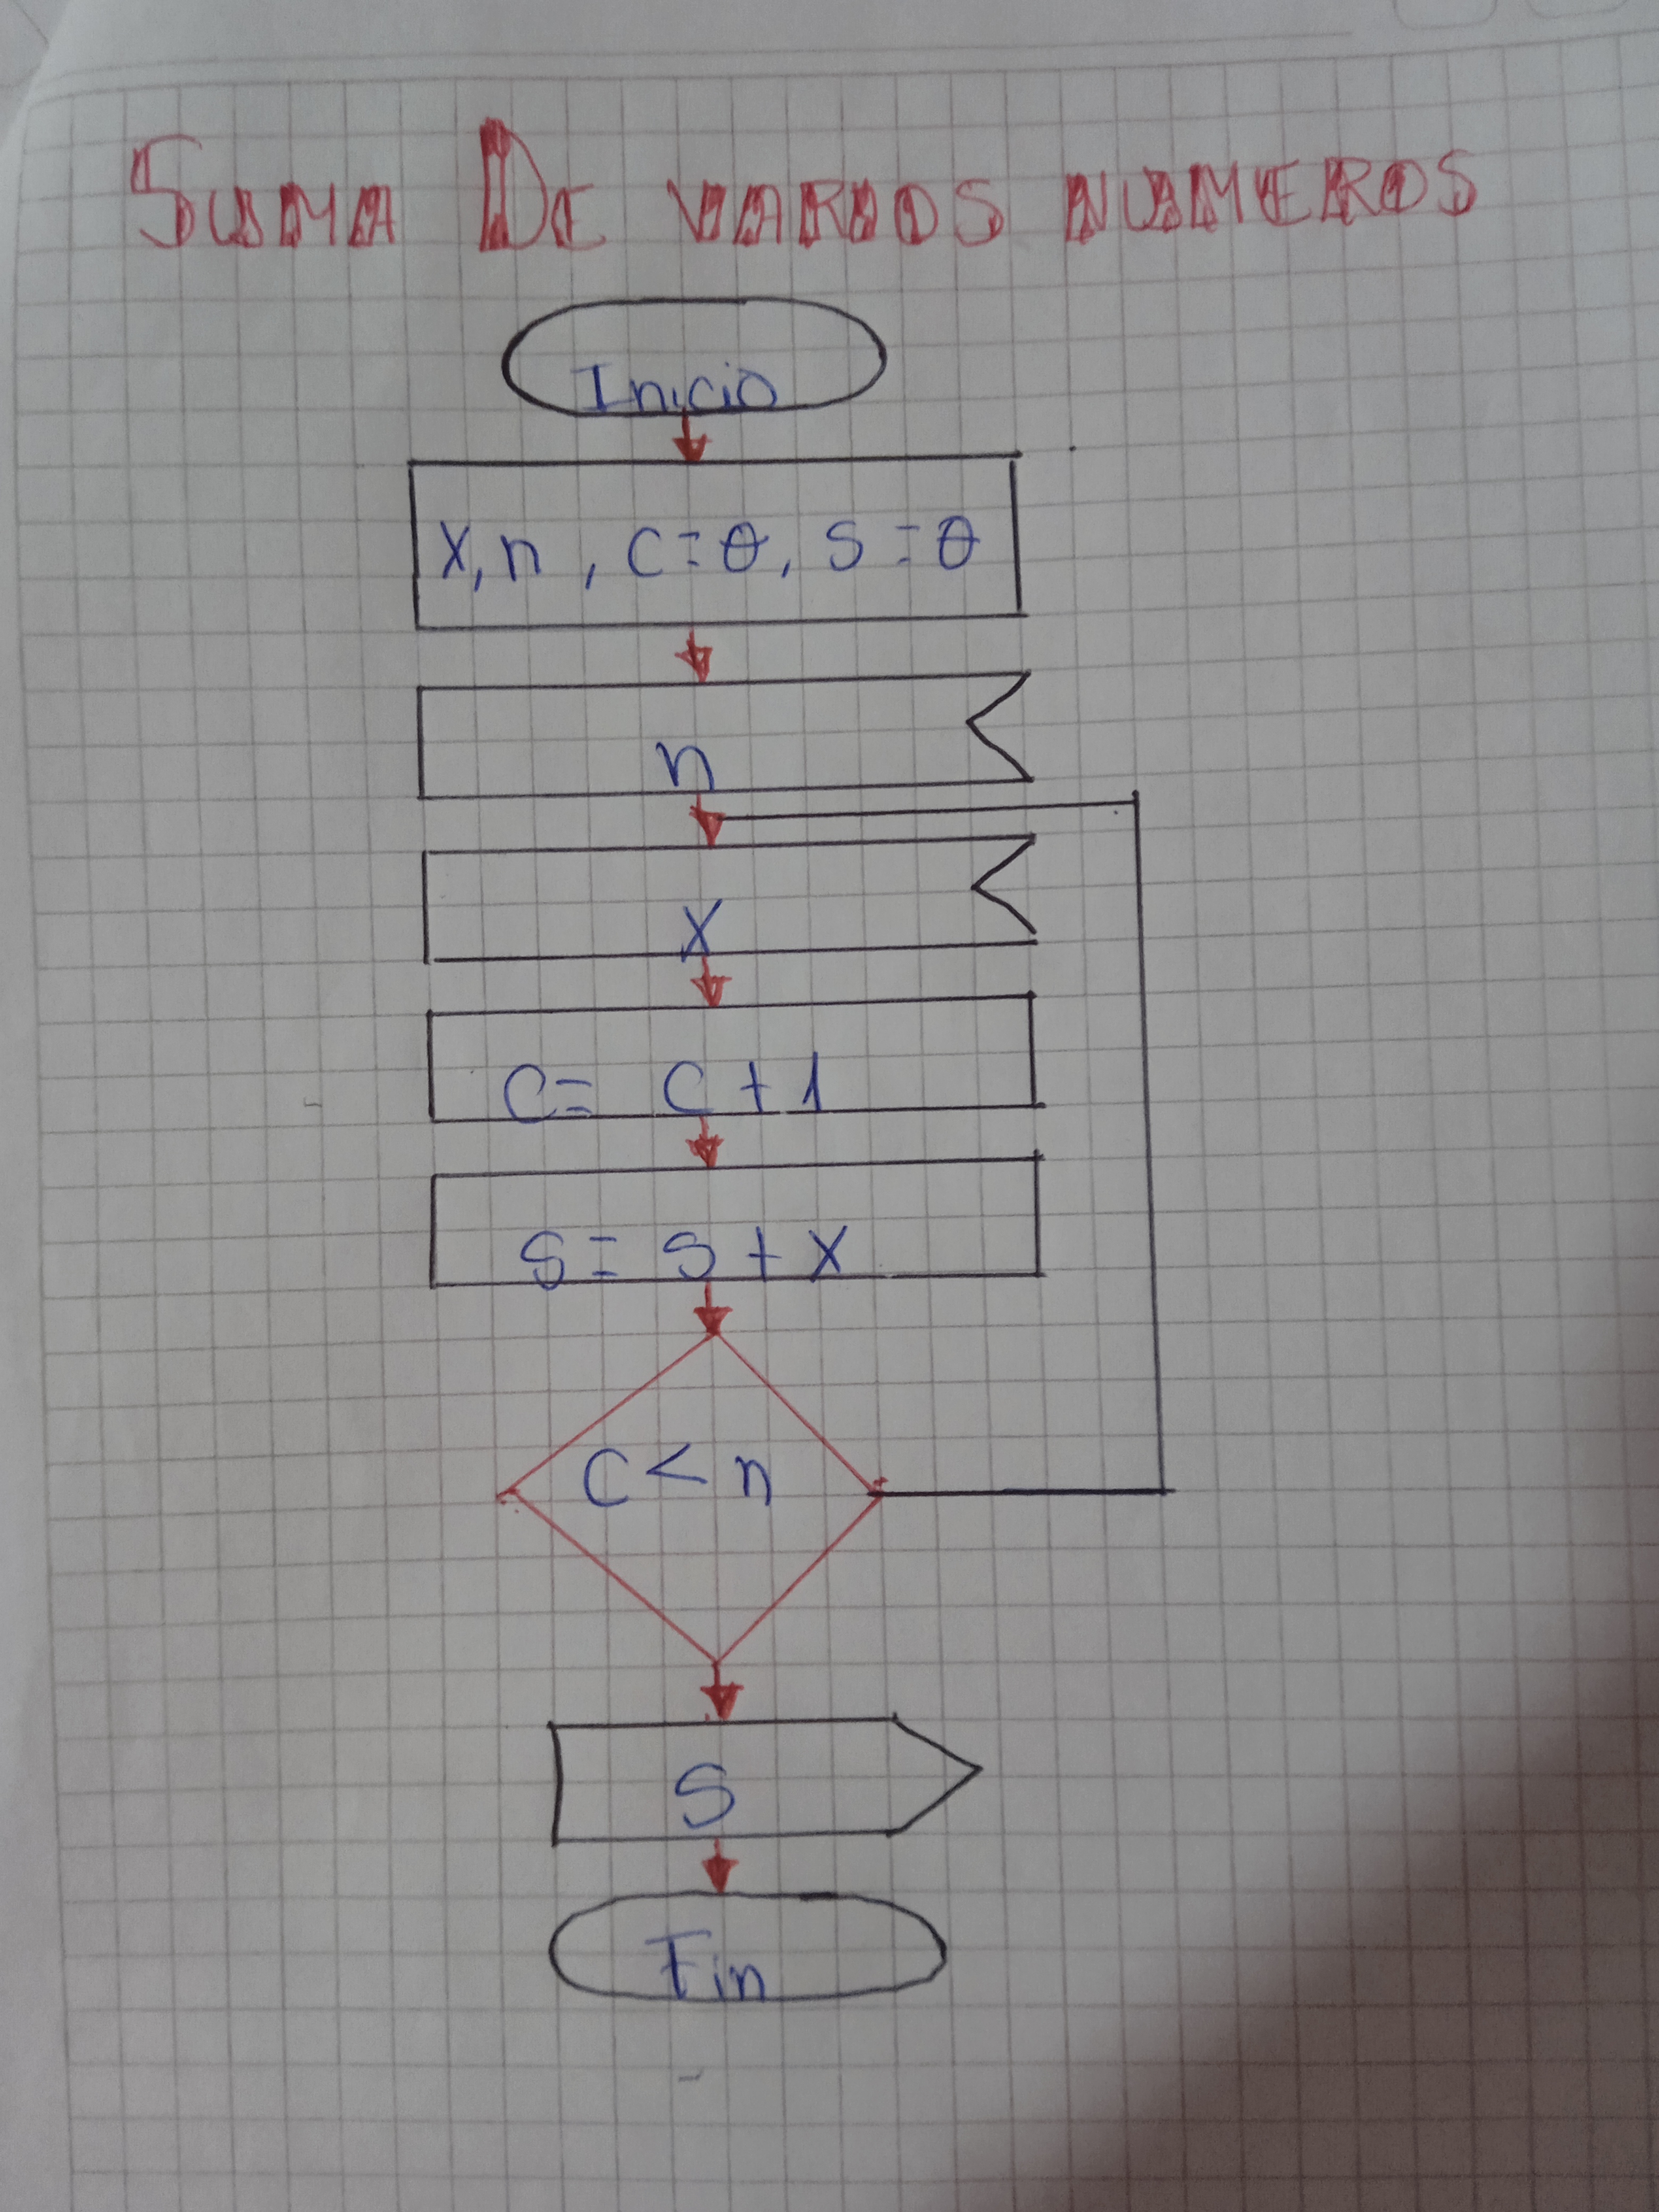 SUMA DE VARIOS NUMEROS
Inicio
X, n, C=0, S=0
n
X
C= C+1
S= S+X
C < n
S
Fin